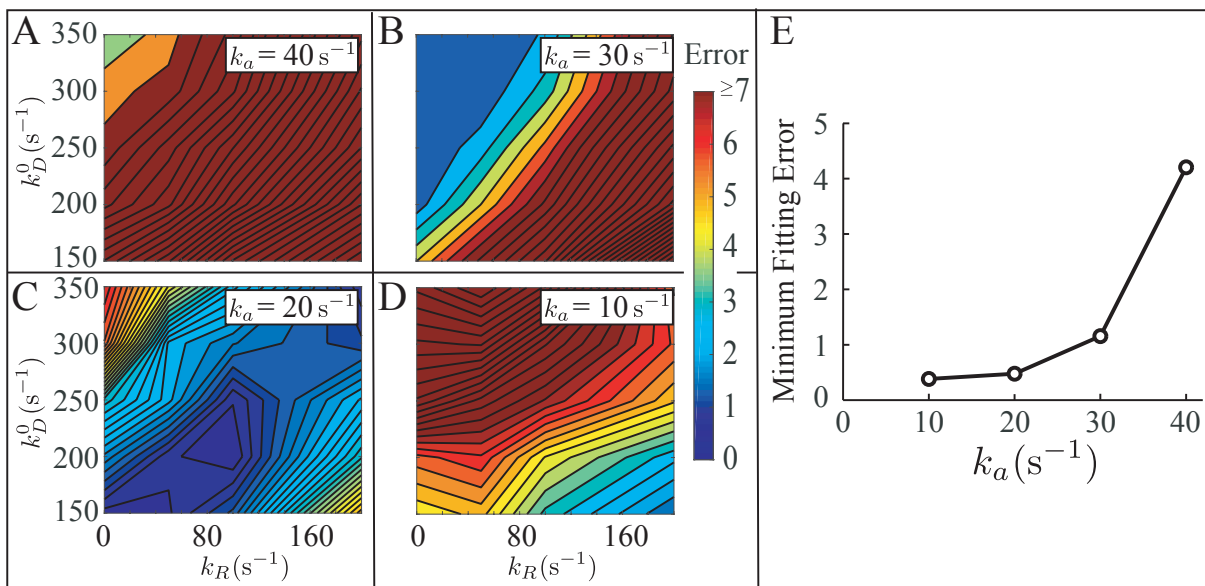 A
350
300
250
200
150
k_D^0(s⁻¹)
k_a = 40 s⁻¹
B
k_a = 30 s⁻¹
Error
≥7
6
5
4
3
2
1
0
C
350
300
250
200
150
k_D^0(s⁻¹)
k_a = 20 s⁻¹
0 80 160
k_R(s⁻¹)
D
k_a = 10 s⁻¹
0 80 160
k_R(s⁻¹)
E
Minimum Fitting Error
5
4
3
2
1
0
0 10 20 30 40
k_a(s⁻¹)